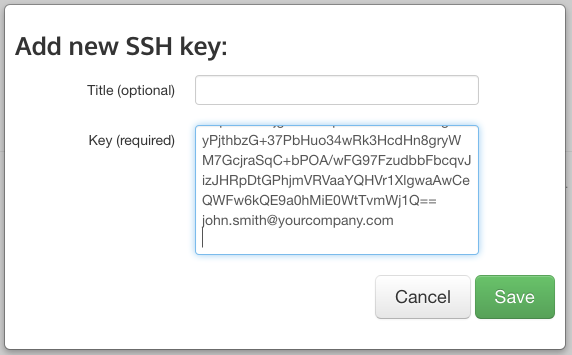 Add new SSH key:
Title (optional)
Key (required)
yPjthbzG+37PbHuo34wRk3HcdHn8gryW
M7GcjraSqC+bPOA/wFG97FzudbbFbcqvJ
izJHRpDtGPhjmVRVaaYQHVr1XlgwaAwCe
QWFw6kQE9a0hMiE0WtTvmWj1Q==
john.smith@yourcompany.com
Cancel
Save